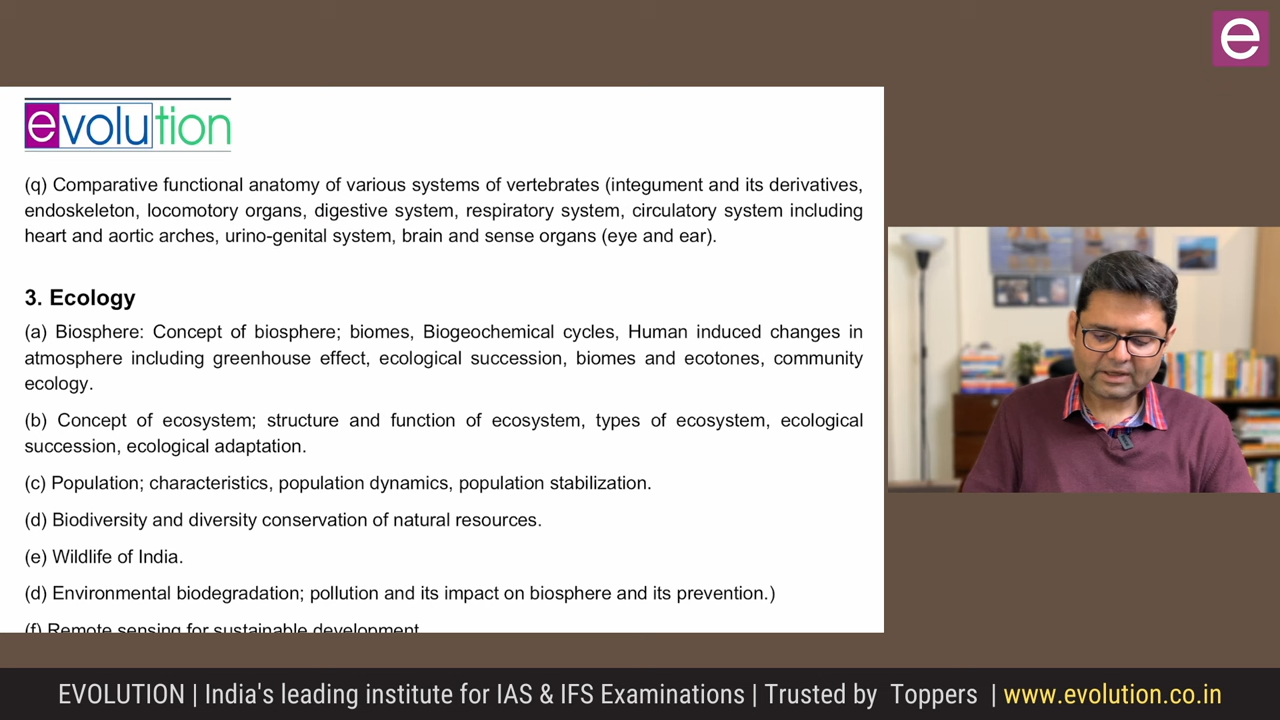 e
evolution
(q) Comparative functional anatomy of various systems of vertebrates (integument and its derivatives,
endoskeleton, locomotory organs, digestive system, respiratory system, circulatory system including
heart and aortic arches, urino-genital system, brain and sense organs (eye and ear).
3. Ecology
(a) Biosphere: Concept of biosphere; biomes, Biogeochemical cycles, Human induced changes in
atmosphere including greenhouse effect, ecological succession, biomes and ecotones, community
ecology.
(b) Concept of ecosystem; structure and function of ecosystem, types of ecosystem, ecological
succession, ecological adaptation.
(c) Population; characteristics, population dynamics, population stabilization.
(d) Biodiversity and diversity conservation of natural resources.
(e) Wildlife of India.
(d) Environmental biodegradation; pollution and its impact on biosphere and its prevention.)
(f) Remote sensing for sustainable development
EVOLUTION | India's leading institute for IAS & IFS Examinations | Trusted by Toppers | www.evolution.co.in